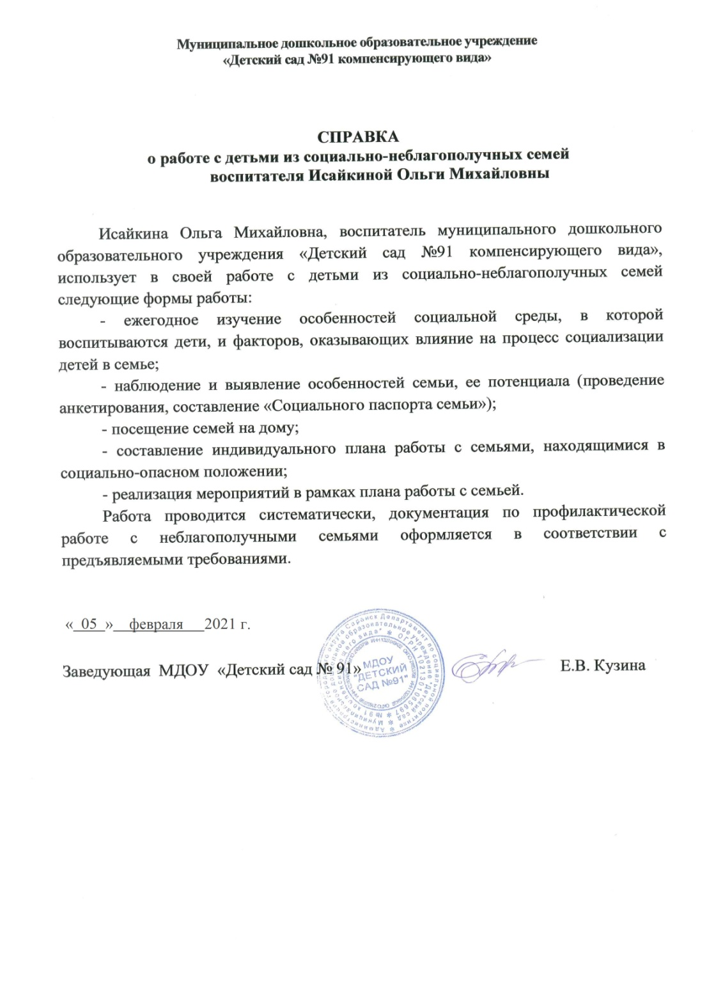 Муниципальное дошкольное образовательное учреждение
«Детский сад №91 компенсирующего вида»
СПРАВКА
о работе с детьми из социально-неблагополучных семей
воспитателя Исайкиной Ольги Михайловны
Исайкина Ольга Михайловна, воспитатель муниципального дошкольного
образовательного учреждения «Детский сад №91 компенсирующего вида»,
использует в своей работе с детьми из социально-неблагополучных семей
следующие формы работы:
- ежегодное изучение особенностей социальной среды, в которой
воспитываются дети, и факторов, оказывающих влияние на процесс социализации
детей в семье;
- наблюдение и выявление особенностей семьи, ее потенциала (проведение
анкетирования, составление «Социального паспорта семьи»);
- посещение семей на дому;
- составление индивидуального плана работы с семьями, находящимися в
социально-опасном положении;
- реализация мероприятий в рамках плана работы с семьей.
Работа проводится систематически, документация по профилактической
работе с неблагополучными семьями оформляется в соответствии с
предъявляемыми требованиями.
«_05_»__февраля___2021 г.
Заведующая МДОУ «Детский сад № 91» Е.В. Кузина
МДОУ
"ДЕТСКИЙ
САД №91"